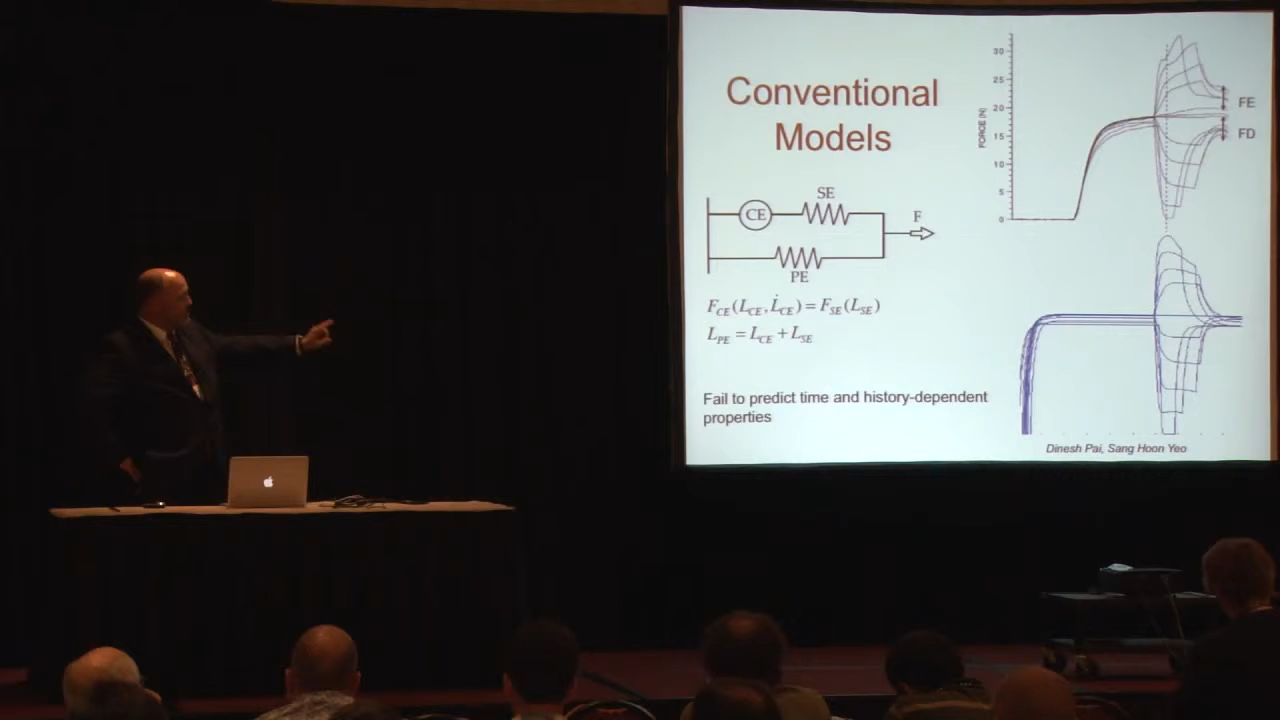 Conventional
Models
SE
CE
F
PE
F_CE(L_CE, L̇_CE) = F_SE(L_SE)
L_PE = L_CE + L_SE
Fail to predict time and history-dependent
properties
FORCE (N)
30
25
20
15
10
5
0
FE
FD
Dinesh Pai, Sang Hoon Yeo